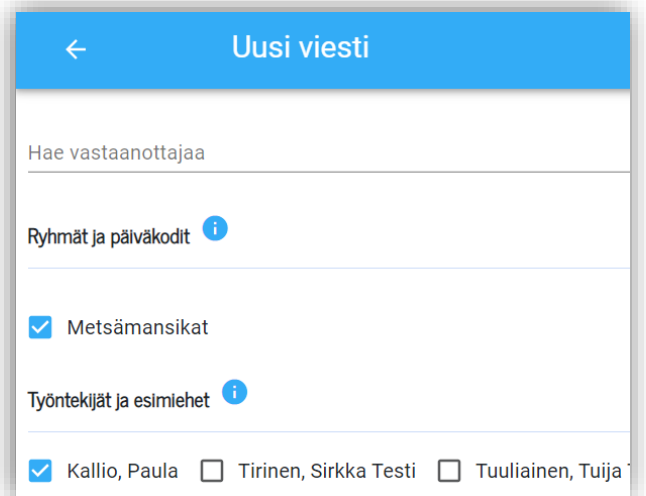 Uusi viesti
Hae vastaanottajaa
Ryhmät ja päiväkodit
Metsämansikat
Työntekijät ja esimiehet
Kallio, Paula Tirinen, Sirkka Testi Tuuliainen, Tuija